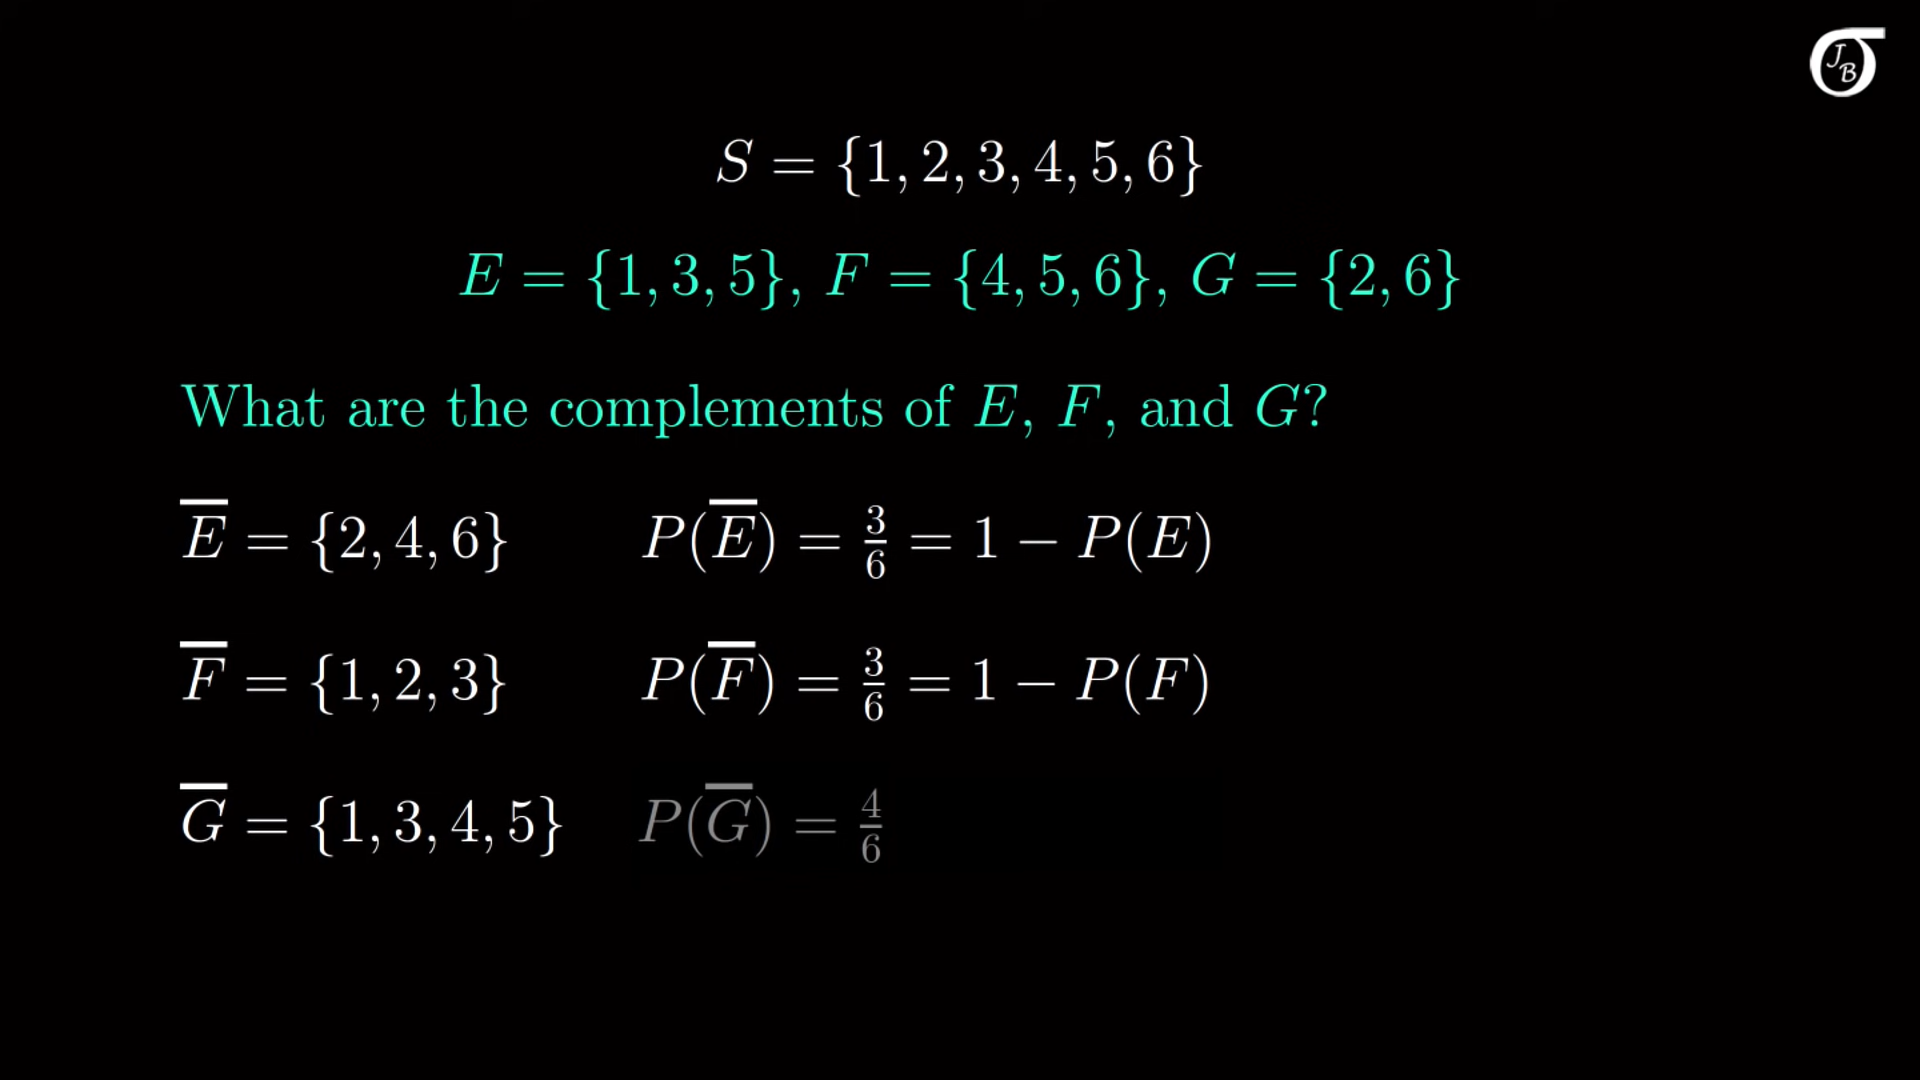 J
B
S = {1, 2, 3, 4, 5, 6}
E = {1, 3, 5}, F = {4, 5, 6}, G = {2, 6}
What are the complements of E, F, and G?
E̅ = {2, 4, 6} P(E̅) = 3/6 = 1 − P(E)
F̅ = {1, 2, 3} P(F̅) = 3/6 = 1 − P(F)
G̅ = {1, 3, 4, 5} P(G̅) = 4/6